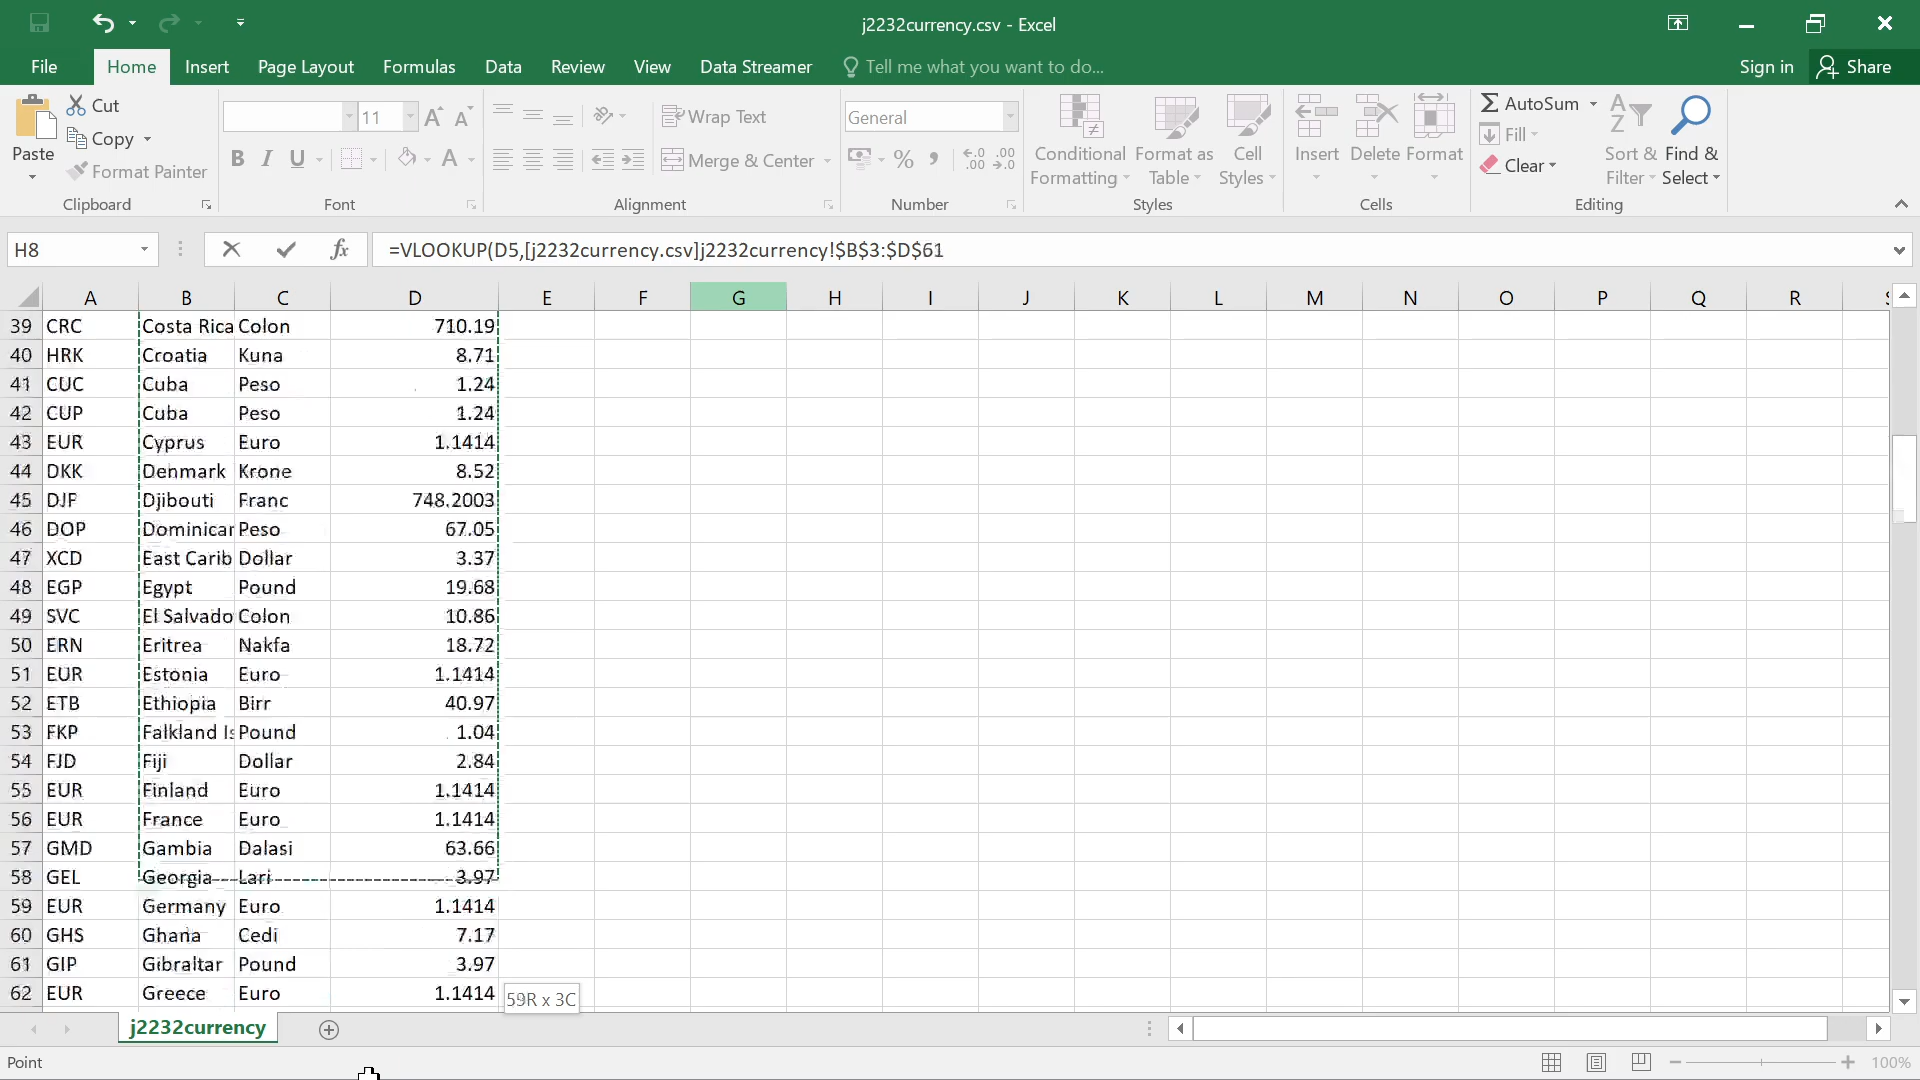 j2232currency.csv - Excel
File Home Insert Page Layout Formulas Data Review View Data Streamer Tell me what you want to do... Sign in Share
Paste
Cut
Copy
Format Painter
Clipboard
11
Font
Wrap Text
Merge & Center
Alignment
General
Number
Conditional Formatting
Format as Table
Cell Styles
Styles
Insert
Delete
Format
Cells
AutoSum
Fill
Clear
Sort & Filter
Find & Select
Editing
H8 =VLOOKUP(D5,[j2232currency.csv]j2232currency!$B$3:$D$61
A B C D E F G H I J K L M N O P Q R
39 CRC Costa Rica Colon 710.19
40 HRK Croatia Kuna 8.71
41 CUC Cuba Peso 1.24
42 CUP Cuba Peso 1.24
43 EUR Cyprus Euro 1.1414
44 DKK Denmark Krone 8.52
45 DJF Djibouti Franc 748.2003
46 DOP Dominicar Peso 67.05
47 XCD East Carib Dollar 3.37
48 EGP Egypt Pound 19.68
49 SVC El Salvado Colon 10.86
50 ERN Eritrea Nakfa 18.72
51 EUR Estonia Euro 1.1414
52 ETB Ethiopia Birr 40.97
53 FKP Falkland Is Pound 1.04
54 FJD Fiji Dollar 2.84
55 EUR Finland Euro 1.1414
56 EUR France Euro 1.1414
57 GMD Gambia Dalasi 63.66
58 GEL Georgia Lari 3.97
59 EUR Germany Euro 1.1414
60 GHS Ghana Cedi 7.17
61 GIP Gibraltar Pound 3.97
62 EUR Greece Euro 1.1414
59R x 3C
j2232currency
Point
100%